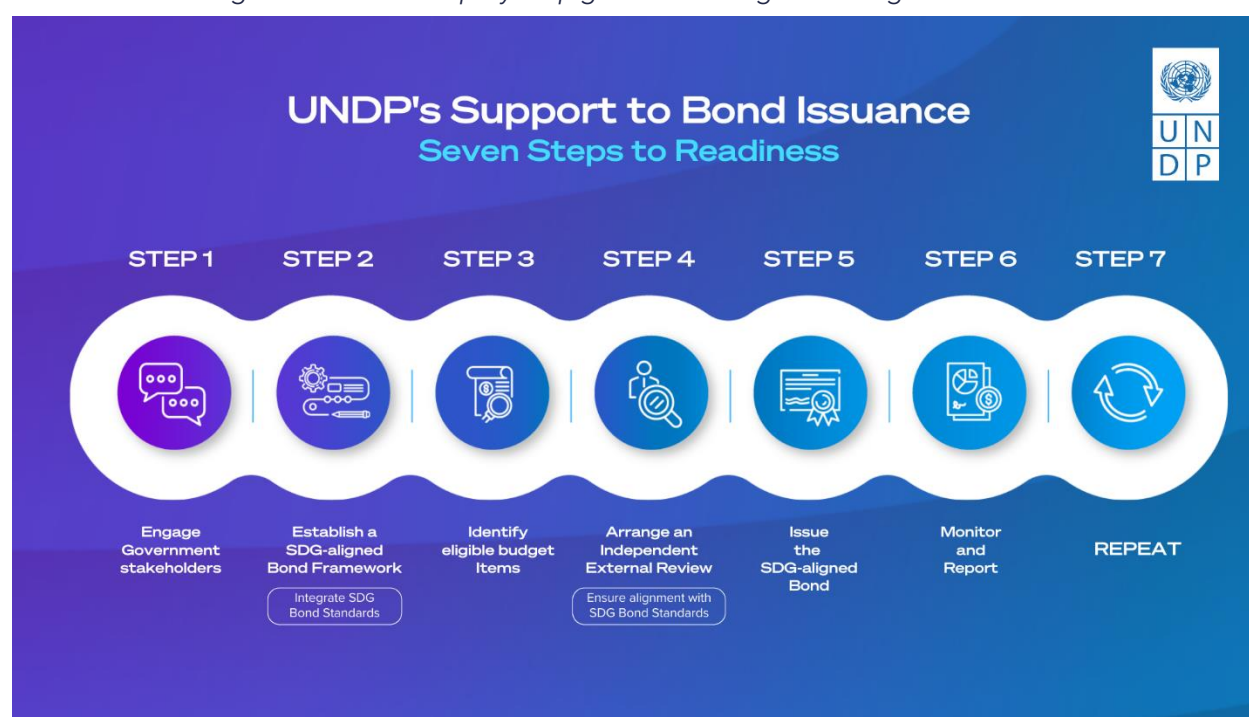 UNDP's Support to Bond Issuance
Seven Steps to Readiness
U N
D P
STEP 1
STEP 2
STEP 3
STEP 4
STEP 5
STEP 6
STEP 7
Engage
Government
stakeholders
Establish a
SDG-aligned
Bond Framework
Integrate SDG
Bond Standards
Identify
eligible budget
Items
Arrange an
Independent
External Review
Ensure alignment with
SDG Bond Standards
Issue
the
SDG-aligned
Bond
Monitor
and
Report
REPEAT